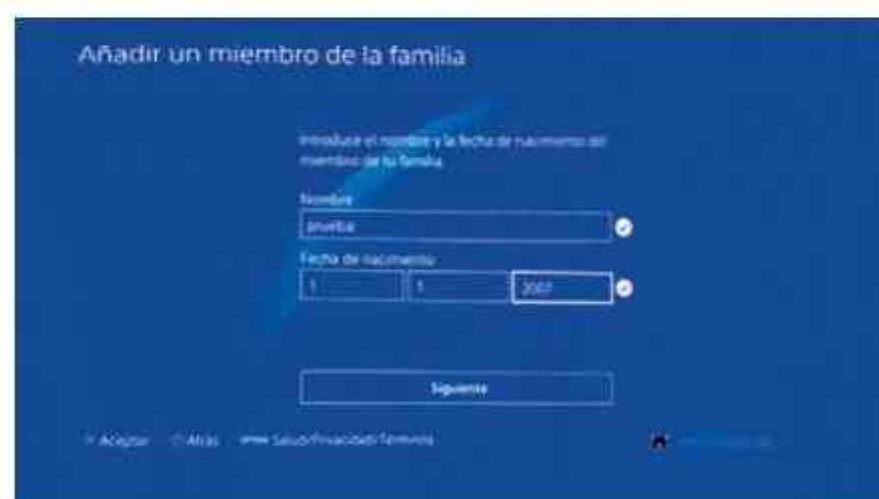 Añadir un miembro de la familia
Introduce el nombre y la fecha de nacimiento del
miembro de tu familia.
Nombre
prueba
Fecha de nacimiento
1 1 2007
Siguiente
Aceptar Atrás Salud/Privacidad/Términos